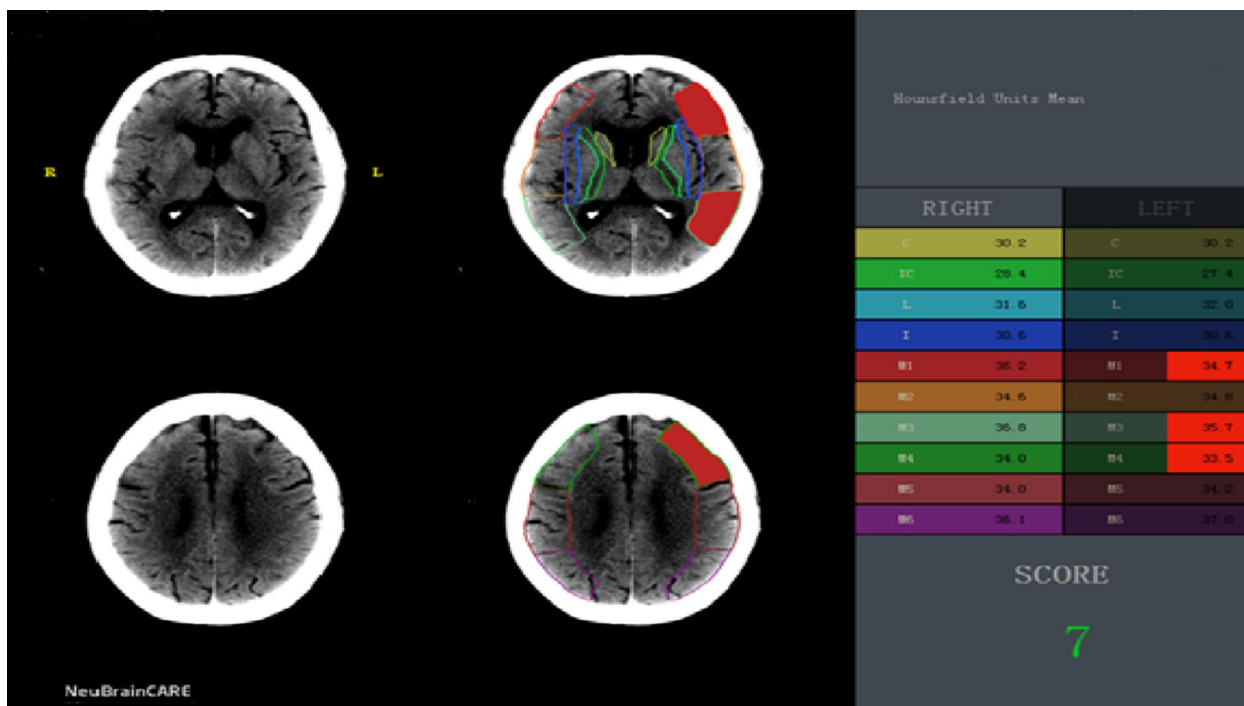 R
L
Hounsfield Units Mean
RIGHT LEFT
C 30.2 C 30.2
IC 28.4 IC 27.4
L 31.6 L 32.0
I 30.6 I 30.6
M1 36.2 M1 34.7
M2 34.6 M2 34.8
M3 36.8 M3 35.7
M4 34.0 M4 33.5
M5 34.0 M5 34.2
M6 36.1 M6 37.0
SCORE
7
NeuBrainCARE